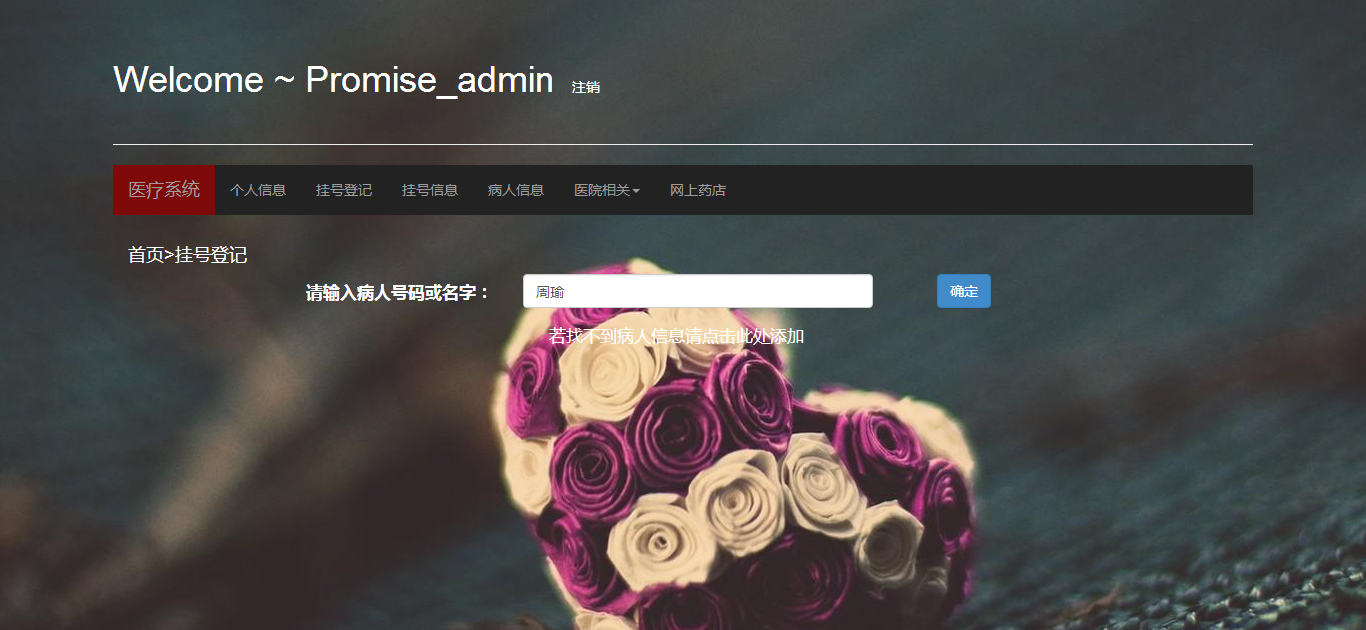 Welcome ~ Promise_admin 注销
医疗系统 个人信息 挂号登记 挂号信息 病人信息 医院相关 网上药店
首页>挂号登记
请输入病人号码或名字： 周瑜 确定
若找不到病人信息请点击此处添加